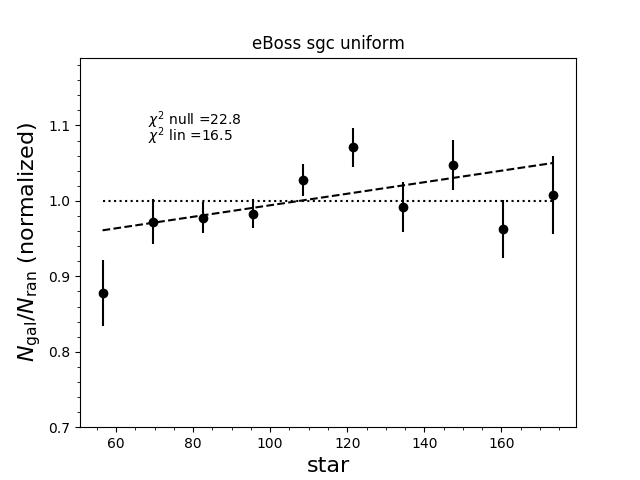 eBoss sgc uniform
χ² null =22.8
χ² lin =16.5
1.1
1.0
0.9
0.8
0.7
N_gal/N_ran (normalized)
60 80 100 120 140 160
star